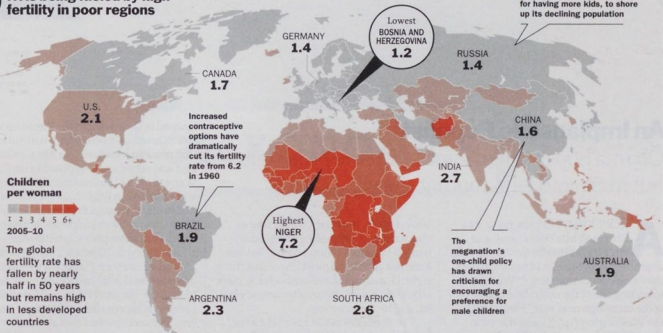 fertility in poor regions
for having more kids, to shore
up its declining population
Lowest
BOSNIA AND
HERZEGOVINA
1.2
GERMANY
1.4
RUSSIA
1.4
CANADA
1.7
U.S.
2.1
Increased
contraceptive
options have
dramatically
cut its fertility
rate from 6.2
in 1960
CHINA
1.6
INDIA
2.7
Children
per woman
1 2 3 4 5 6+
2005–10
The global
fertility rate has
fallen by nearly
half in 50 years
but remains high
in less developed
countries
BRAZIL
1.9
Highest
NIGER
7.2
The
meganation's
one-child policy
has drawn
criticism for
encouraging a
preference for
male children
AUSTRALIA
1.9
ARGENTINA
2.3
SOUTH AFRICA
2.6